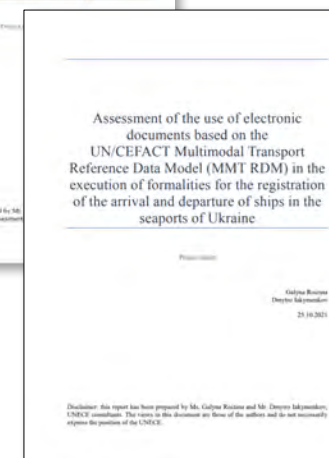 Assessment of the use of electronic
documents based on the
UN/CEFACT Multimodal Transport
Reference Data Model (MMT RDM) in the
execution of formalities for the registration
of the arrival and departure of ships in the
seaports of Ukraine
Galyna Roizina
Dmytro Iakymenkov
25.10.2021
Disclaimer: this report has been prepared by Ms. Galyna Roizina and Mr. Dmytro Iakymenkov,
UNECE consultants. The views in this document are those of the authors and do not necessarily
express the position of the UNECE.